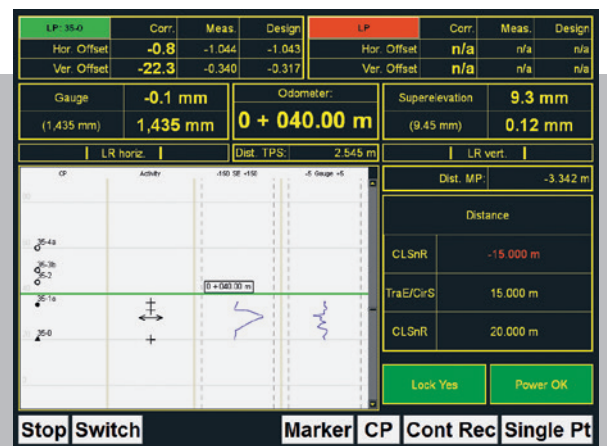 LP: 35-0 Corr. Meas. Design
Hor. Offset -0.8 -1.044 -1.043
Ver. Offset -22.3 -0.340 -0.317
LP Corr. Meas. Design
Hor. Offset n/a n/a n/a
Ver. Offset n/a n/a n/a
Gauge -0.1 mm
(1,435 mm) 1,435 mm
Odometer:
0 + 040.00 m
Superelevation 9.3 mm
(9.45 mm) 0.12 mm
LR horiz.
Dist. TPS: 2.545 m
LR vert.
CP Activity -150 SE +150 -5 Gauge +5
35-4a
35-3b
35-2
0 +040.00 m
35-1a
35-0
Dist. MP: -3.342 m
Distance
CLSnR -15.000 m
TraE/CirS 15.000 m
CLSnR 20.000 m
Lock Yes Power OK
Stop Switch Marker CP Cont Rec Single Pt